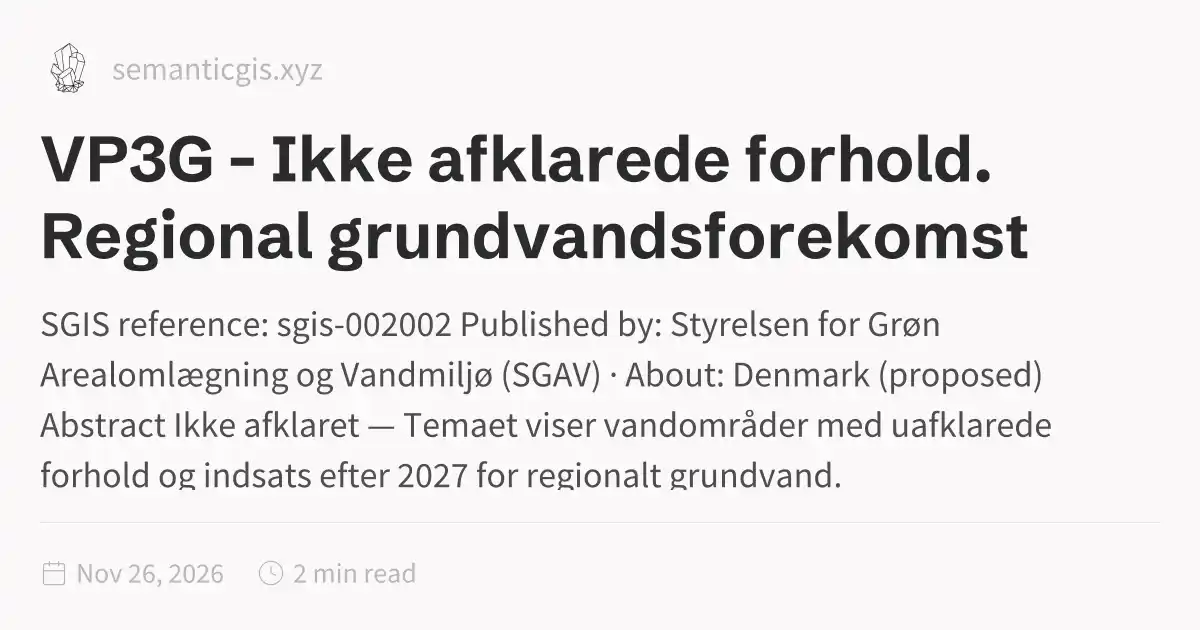 semanticgis.xyz
VP3G - Ikke afklarede forhold.
Regional grundvandsforekomst
SGIS reference: sgis-002002 Published by: Styrelsen for Grøn
Arealomlægning og Vandmiljø (SGAV) · About: Denmark (proposed)
Abstract Ikke afklaret — Temaet viser vandområder med uafklarede
forhold og indsats efter 2027 for regionalt grundvand.
Nov 26, 2026 2 min read